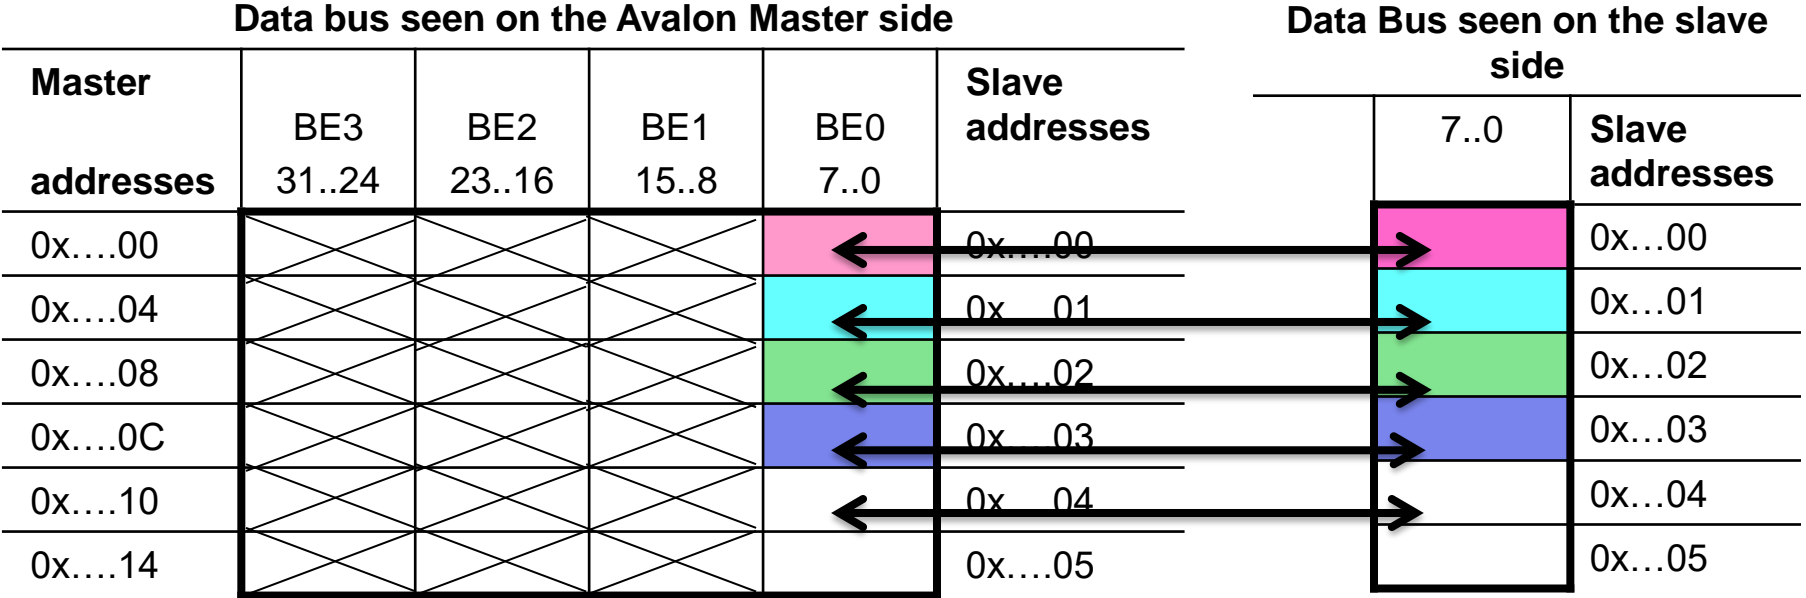 Data bus seen on the Avalon Master side
Master
addresses
BE3
31..24
BE2
23..16
BE1
15..8
BE0
7..0
Slave
addresses
0x....00 0x....00
0x....04 0x....01
0x....08 0x....02
0x....0C 0x....03
0x....10 0x....04
0x....14 0x....05
Data Bus seen on the slave
side
7..0
Slave
addresses
0x...00
0x...01
0x...02
0x...03
0x...04
0x...05